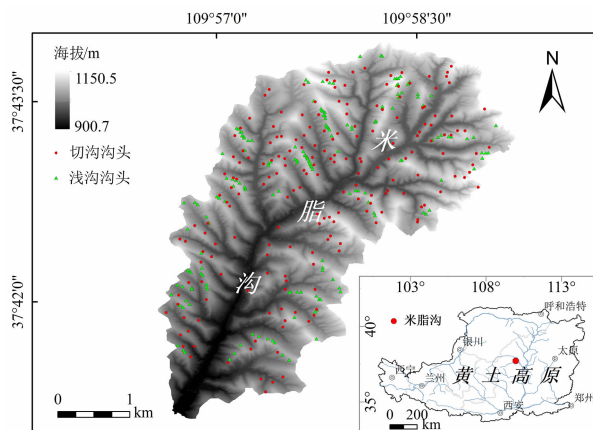 109°57'0"
109°58'30"
海拔/m
1150.5
900.7
切沟沟头
浅沟沟头
37°43'30"
37°42'0"
N
米
脂
沟
0 1
km
103° 108° 113°
40°
35°
米脂沟
呼和浩特
银川
太原
西宁
兰州
黄土高原
西安
郑州
0 200
km